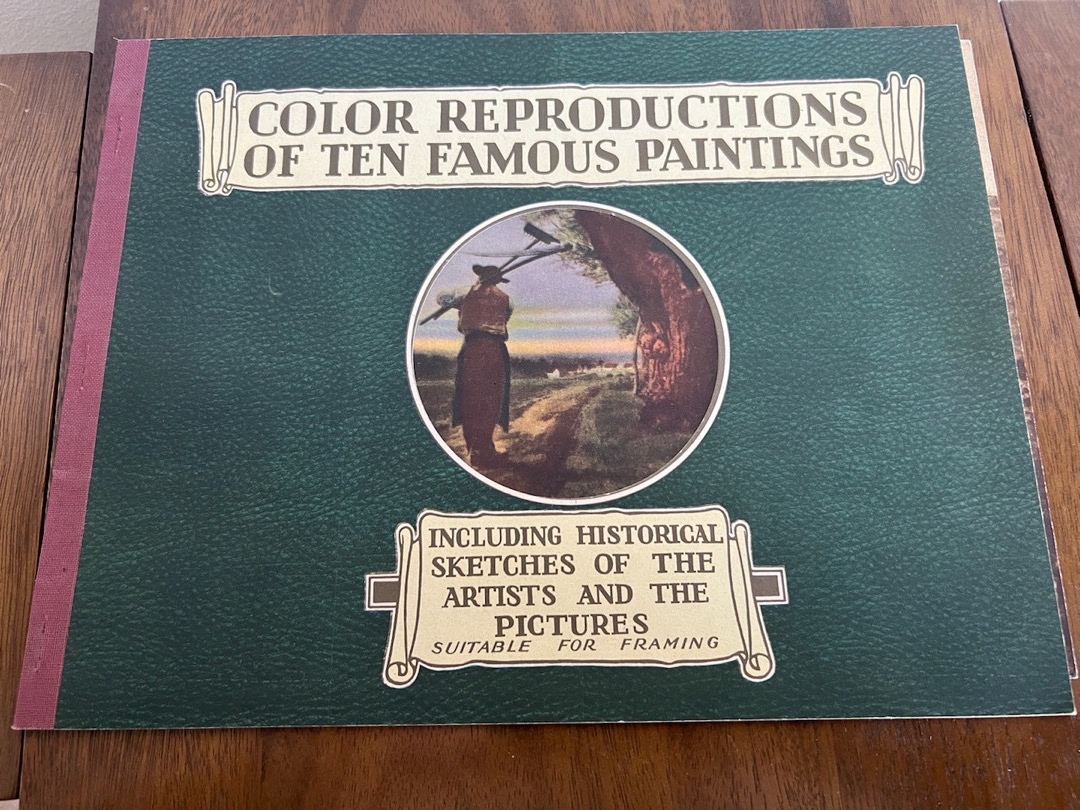 COLOR REPRODUCTIONS
OF TEN FAMOUS PAINTINGS
INCLUDING HISTORICAL
SKETCHES OF THE
ARTISTS AND THE
PICTURES
SUITABLE FOR FRAMING